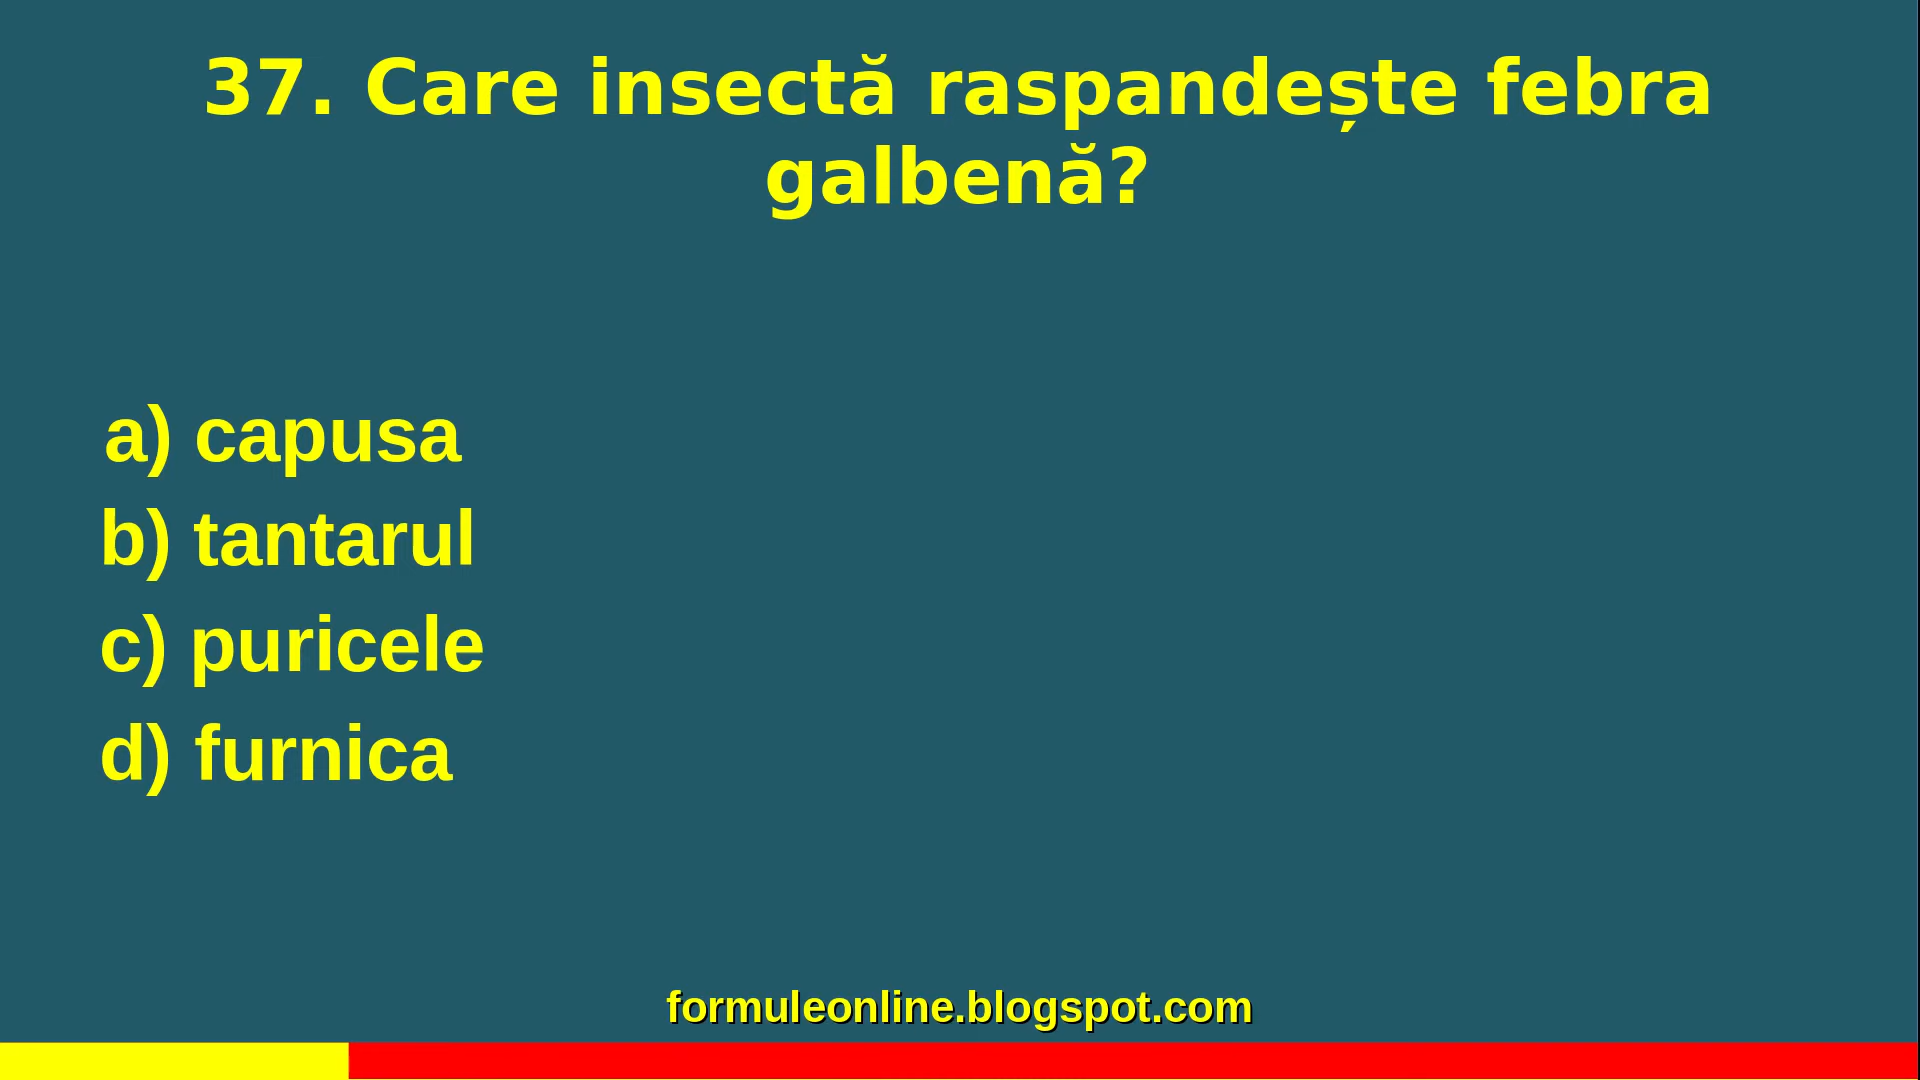 37. Care insectă raspandește febra
galbenă?
a) capusa
b) tantarul
c) puricele
d) furnica
formuleonline.blogspot.com